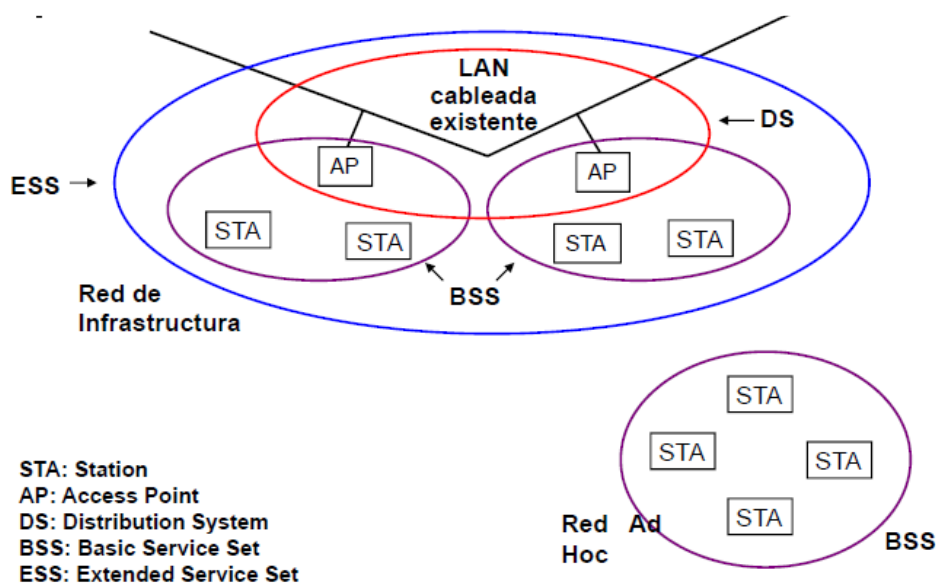 LAN
cableada
existente
DS
AP
AP
ESS
STA
STA
STA
STA
BSS
Red de
Infrastructura
STA
STA
STA
STA
Red Ad
Hoc
BSS
STA: Station
AP: Access Point
DS: Distribution System
BSS: Basic Service Set
ESS: Extended Service Set